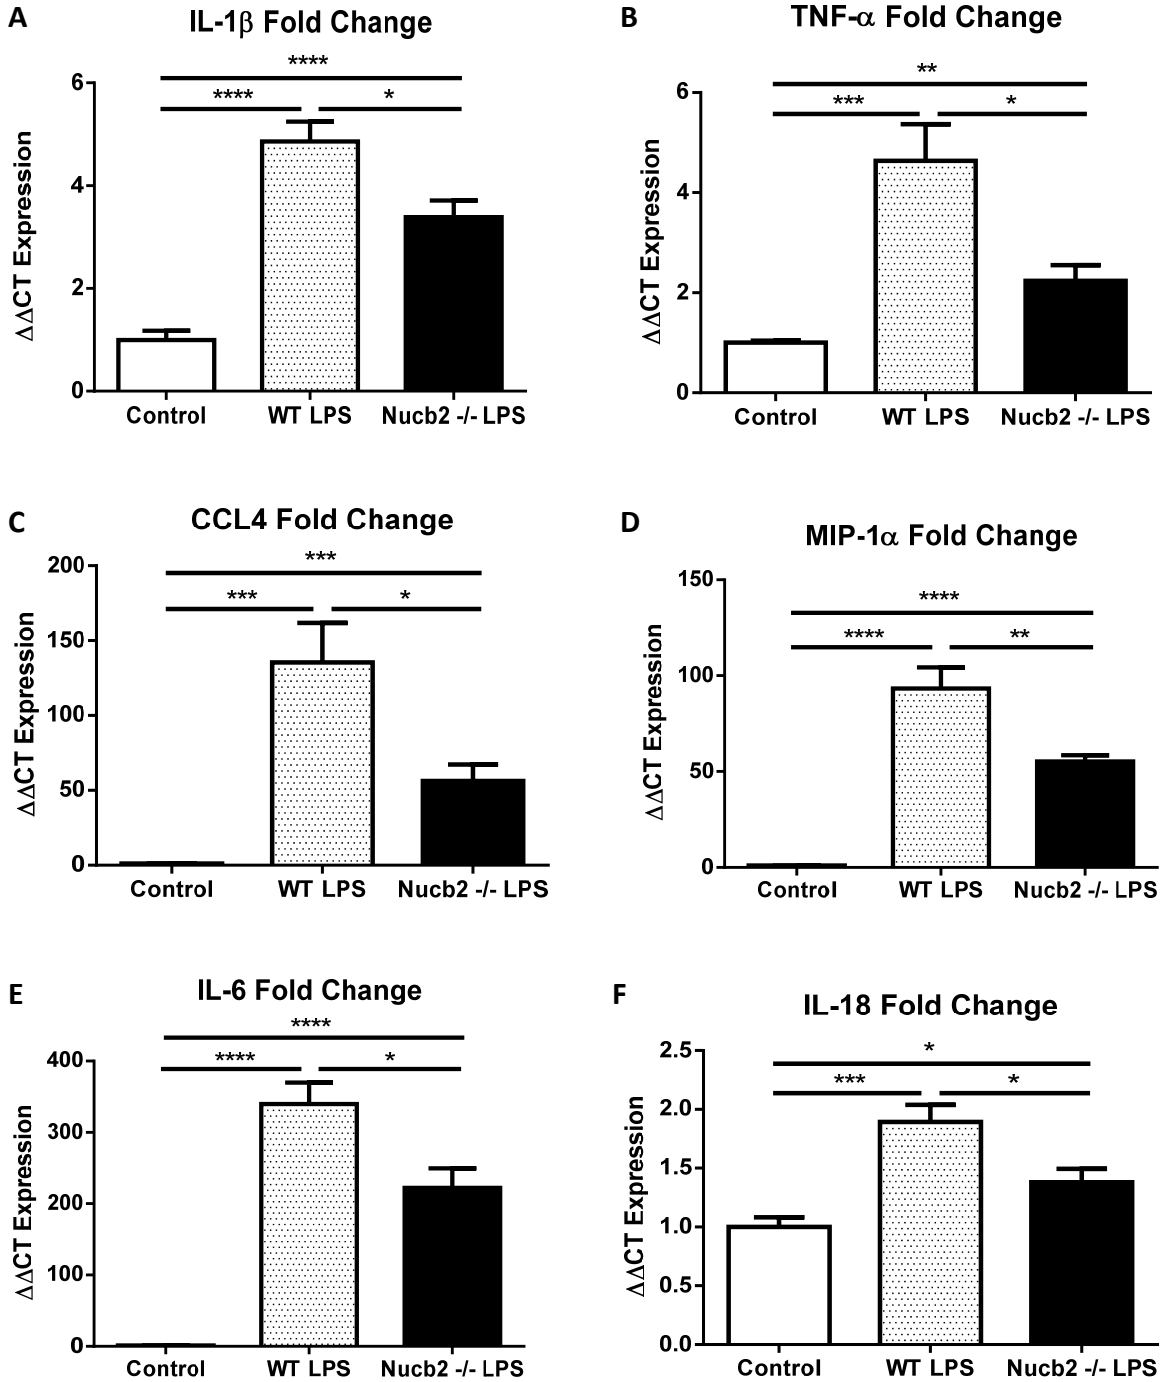 A
IL-1β Fold Change
****
**** *
ΔΔCT Expression
6
4
2
0
Control WT LPS Nucb2 -/- LPS
B
TNF-α Fold Change
**
*** *
ΔΔCT Expression
6
4
2
0
Control WT LPS Nucb2 -/- LPS
C
CCL4 Fold Change
***
*** *
ΔΔCT Expression
200
150
100
50
0
Control WT LPS Nucb2 -/- LPS
D
MIP-1α Fold Change
****
**** **
ΔΔCT Expression
150
100
50
0
Control WT LPS Nucb2 -/- LPS
E
IL-6 Fold Change
****
**** *
ΔΔCT Expression
400
300
200
100
0
Control WT LPS Nucb2 -/- LPS
F
IL-18 Fold Change
*
*** *
ΔΔCT Expression
2.5
2.0
1.5
1.0
0.5
0.0
Control WT LPS Nucb2 -/- LPS